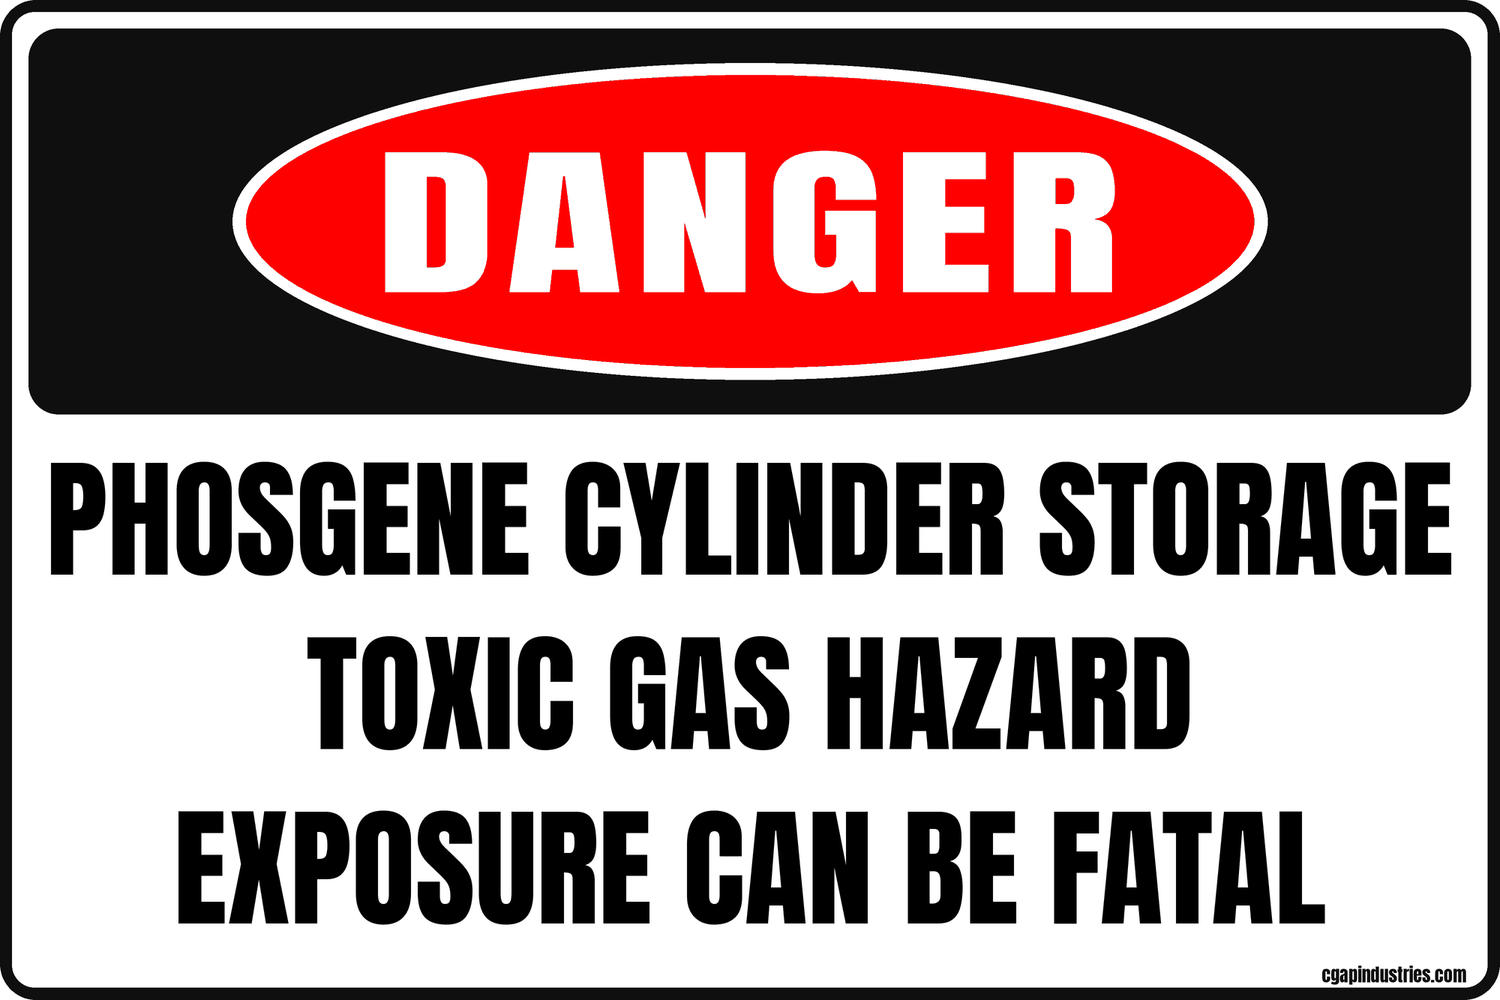 DANGER
PHOSGENE CYLINDER STORAGE
TOXIC GAS HAZARD
EXPOSURE CAN BE FATAL
cgapindustries.com